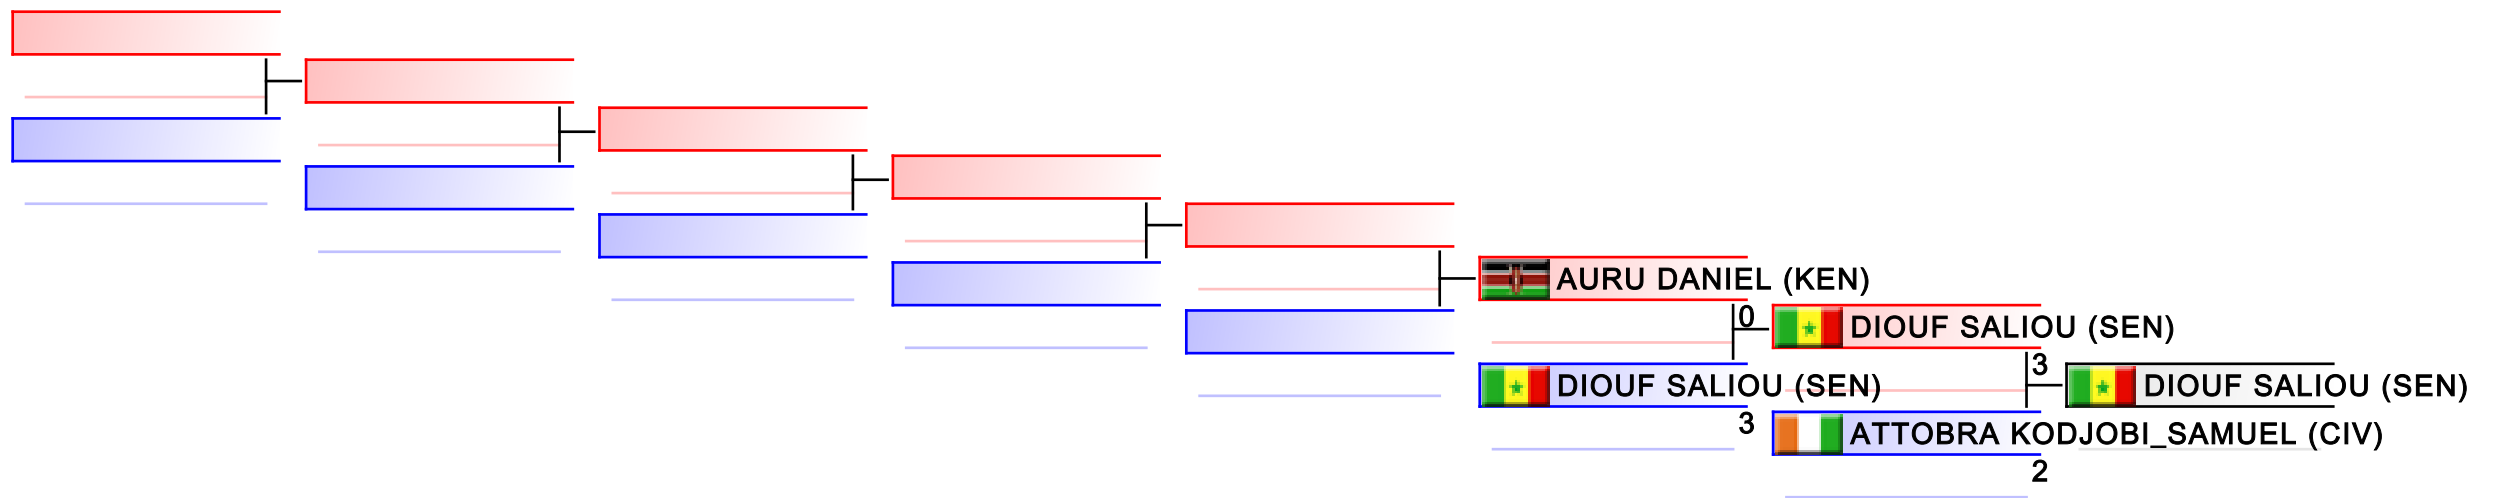 AURU DANIEL (KEN)
0
DIOUF SALIOU (SEN)
3
DIOUF SALIOU (SEN)
3
DIOUF SALIOU (SEN)
ATTOBRA KODJOBI_SAMUEL (CIV)
2